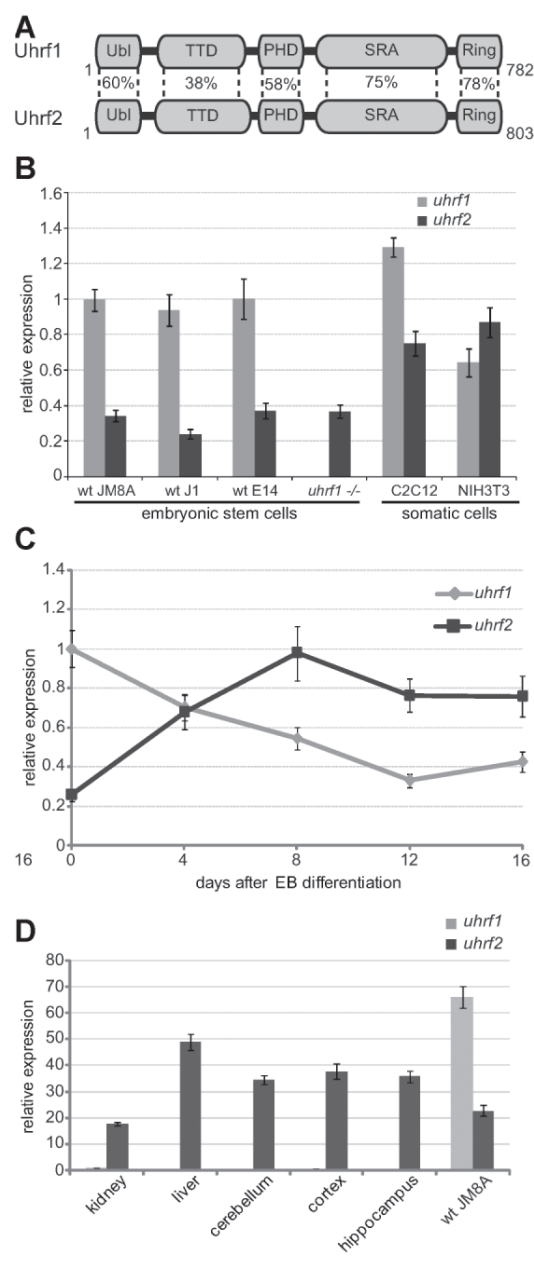 A
Uhrf1
Ubl TTD PHD SRA Ring
1 782
60% 38% 58% 75% 78%
Uhrf2
Ubl TTD PHD SRA Ring
1 803
B
1.6
1.4
1.2
1
0.8
0.6
0.4
0.2
0
relative expression
uhrf1
uhrf2
wt JM8A wt J1 wt E14 uhrf1 -/- C2C12 NIH3T3
embryonic stem cells somatic cells
C
1.4
1.2
1
0.8
0.6
0.4
0.2
0
relative expression
uhrf1
uhrf2
16 0 4 8 12 16
days after EB differentiation
D
uhrf1
uhrf2
80
70
60
50
40
30
20
10
0
relative expression
kidney
liver
cerebellum
cortex
hippocampus
wt JM8A